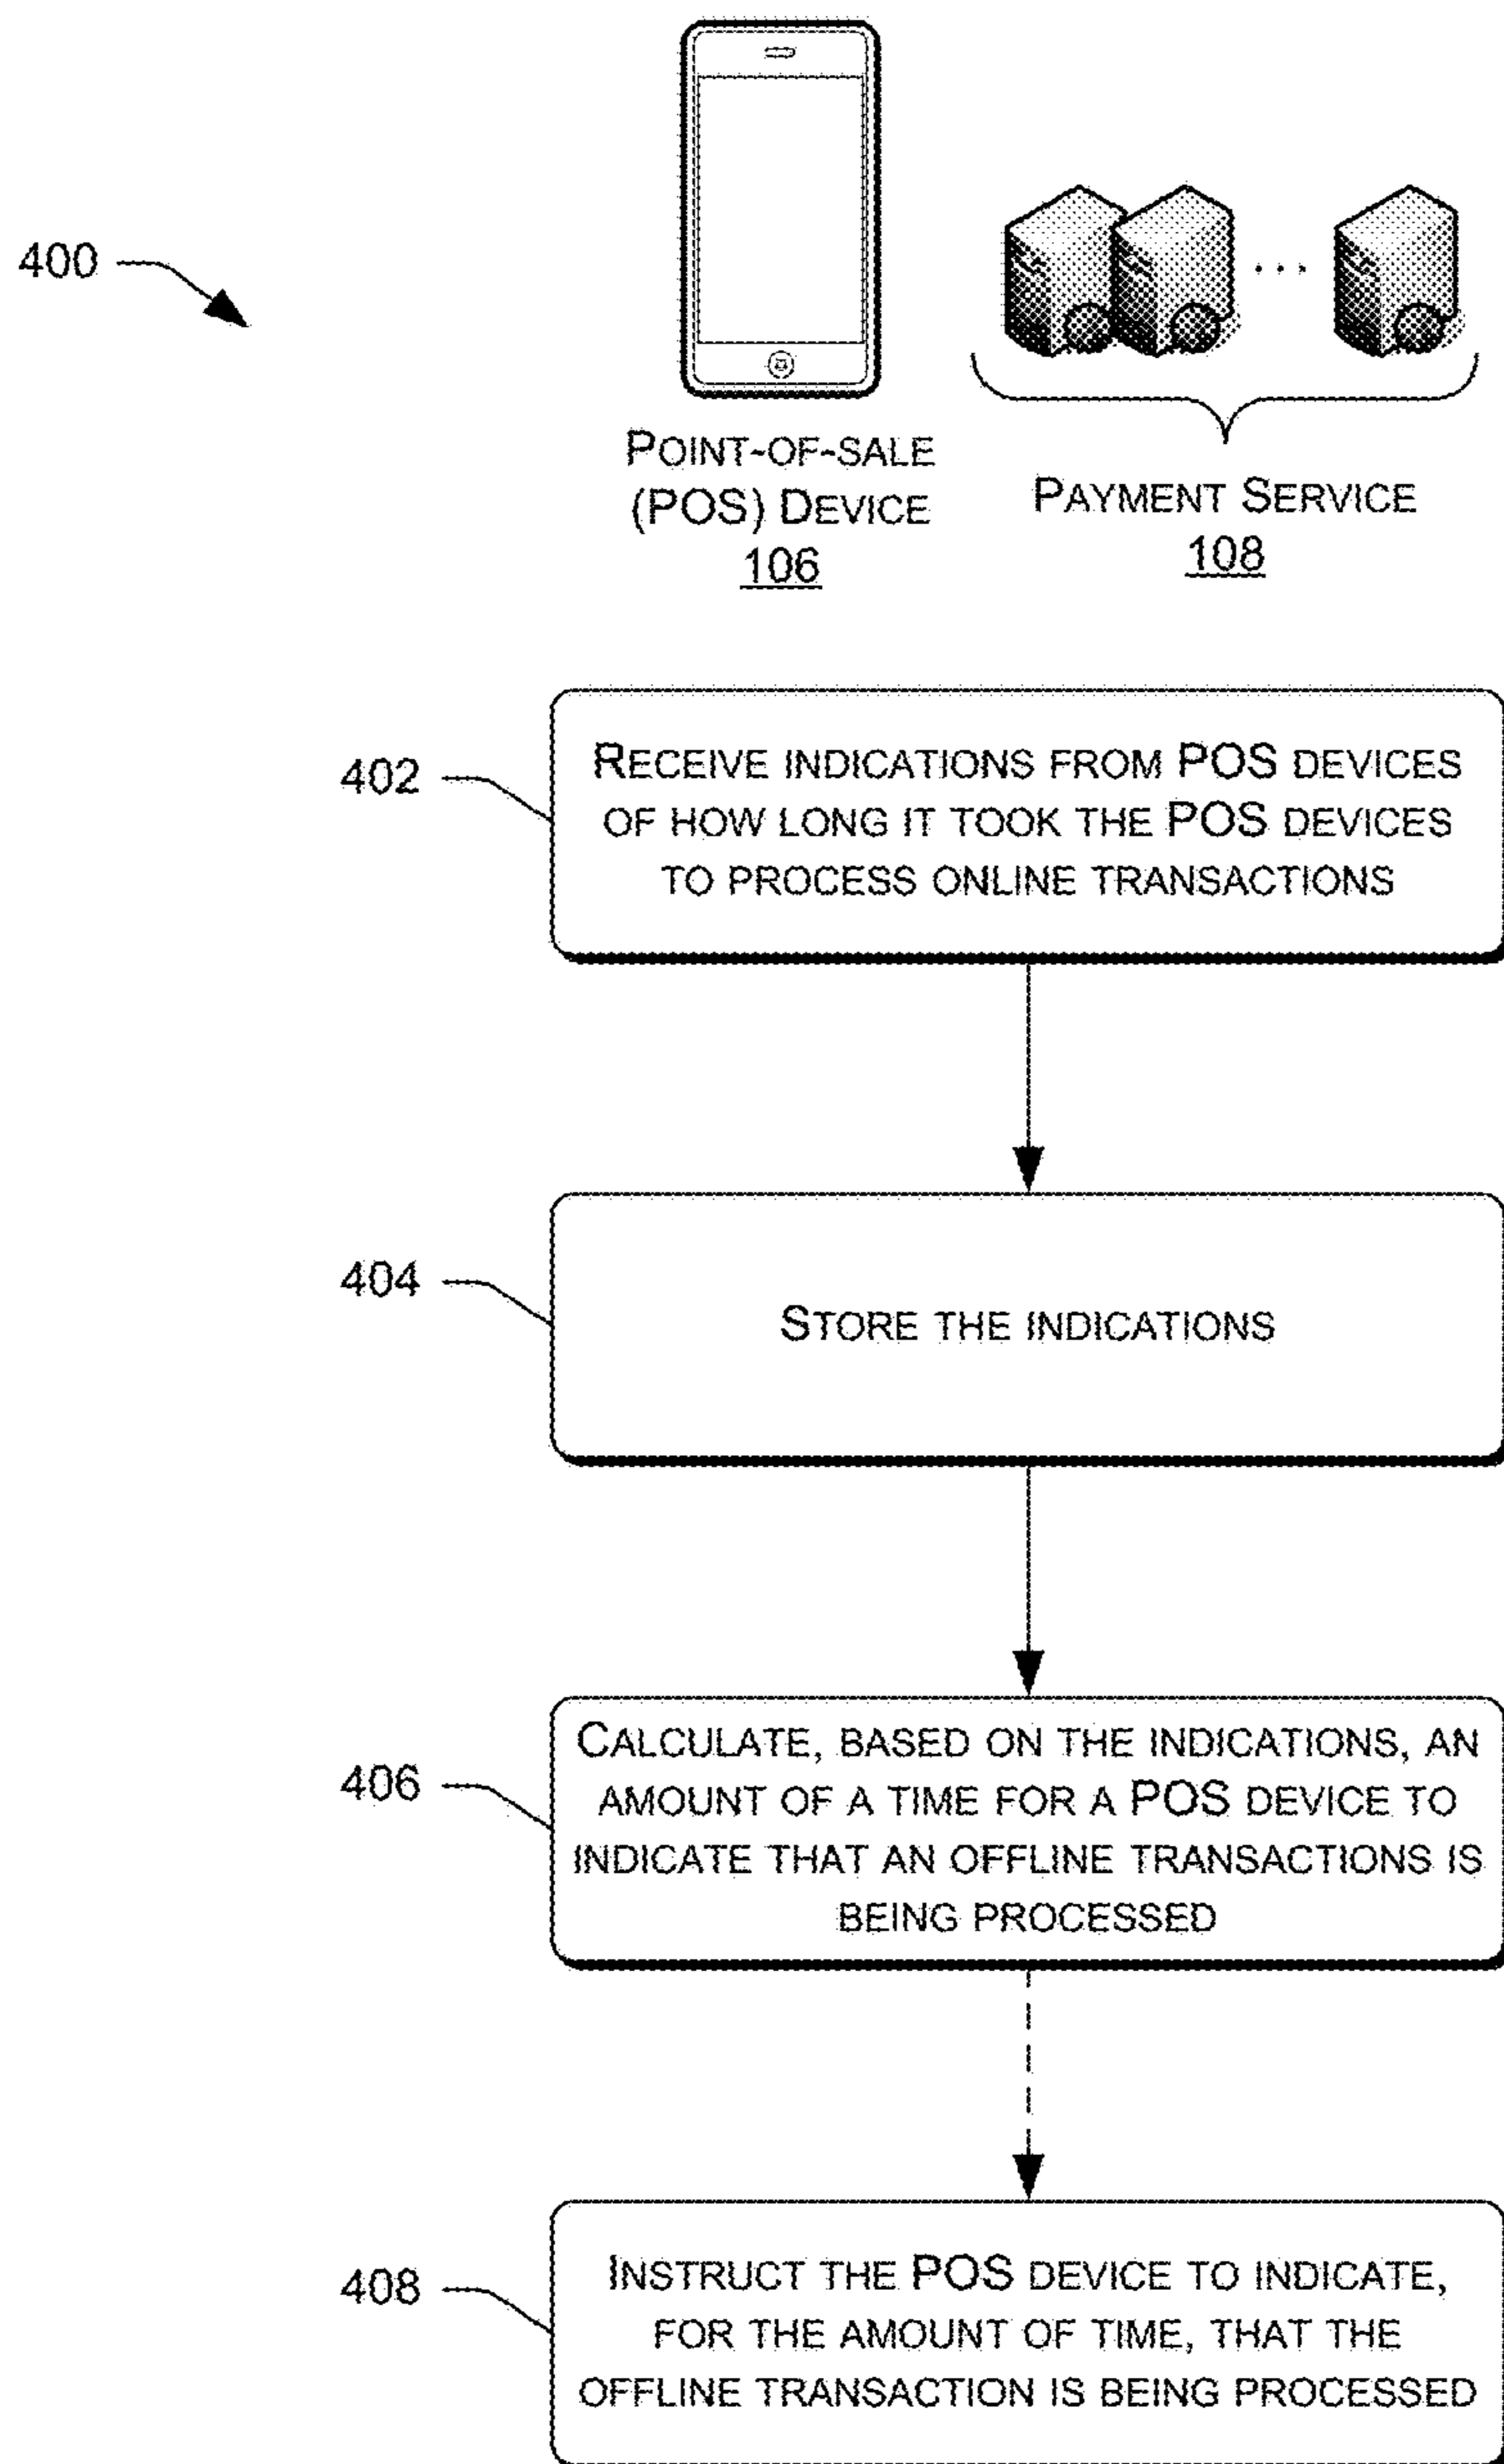 400
POINT-OF-SALE
(POS) DEVICE
106
PAYMENT SERVICE
108
402
RECEIVE INDICATIONS FROM POS DEVICES
OF HOW LONG IT TOOK THE POS DEVICES
TO PROCESS ONLINE TRANSACTIONS
404
STORE THE INDICATIONS
406
CALCULATE, BASED ON THE INDICATIONS, AN
AMOUNT OF A TIME FOR A POS DEVICE TO
INDICATE THAT AN OFFLINE TRANSACTIONS IS
BEING PROCESSED
408
INSTRUCT THE POS DEVICE TO INDICATE,
FOR THE AMOUNT OF TIME, THAT THE
OFFLINE TRANSACTION IS BEING PROCESSED